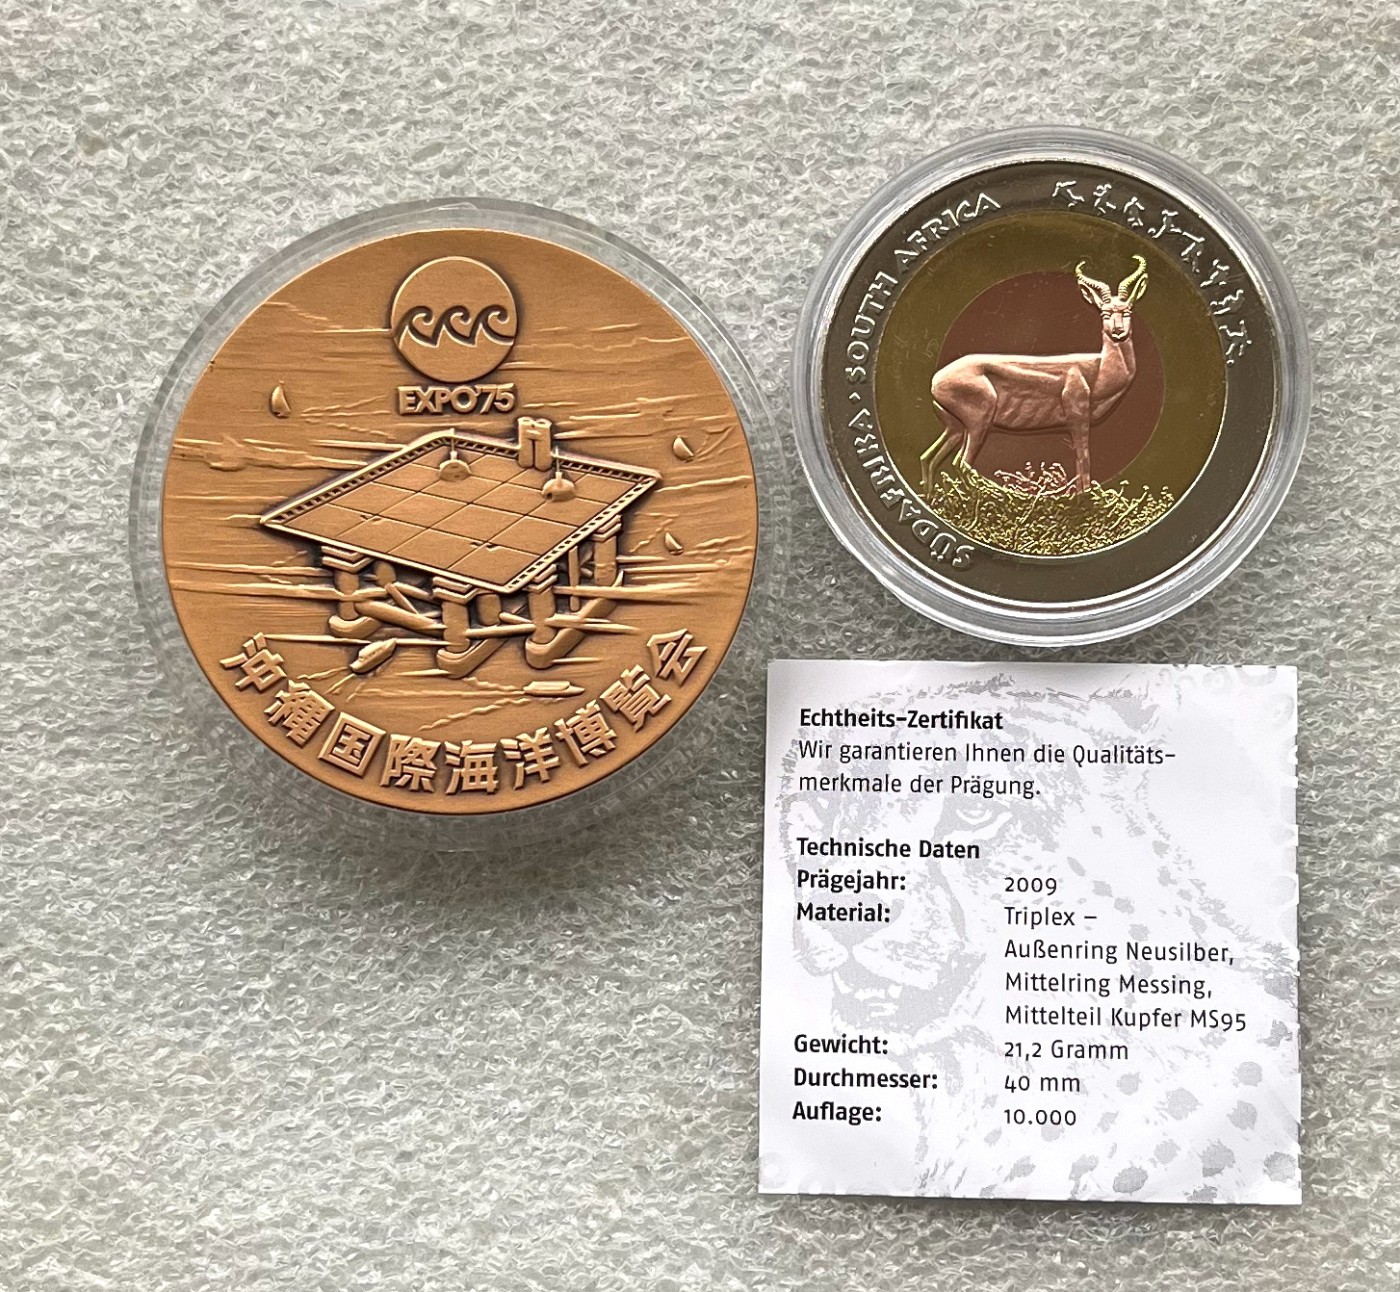 EXPO'75
沖縄国際海洋博覧会
SÜDAFRIKA · SOUTH AFRICA
Echtheits-Zertifikat
Wir garantieren Ihnen die Qualitäts-
merkmale der Prägung.
Technische Daten
Prägejahr: 2009
Material: Triplex –
Außenring Neusilber,
Mittelring Messing,
Mittelteil Kupfer MS95
Gewicht: 21,2 Gramm
Durchmesser: 40 mm
Auflage: 10.000